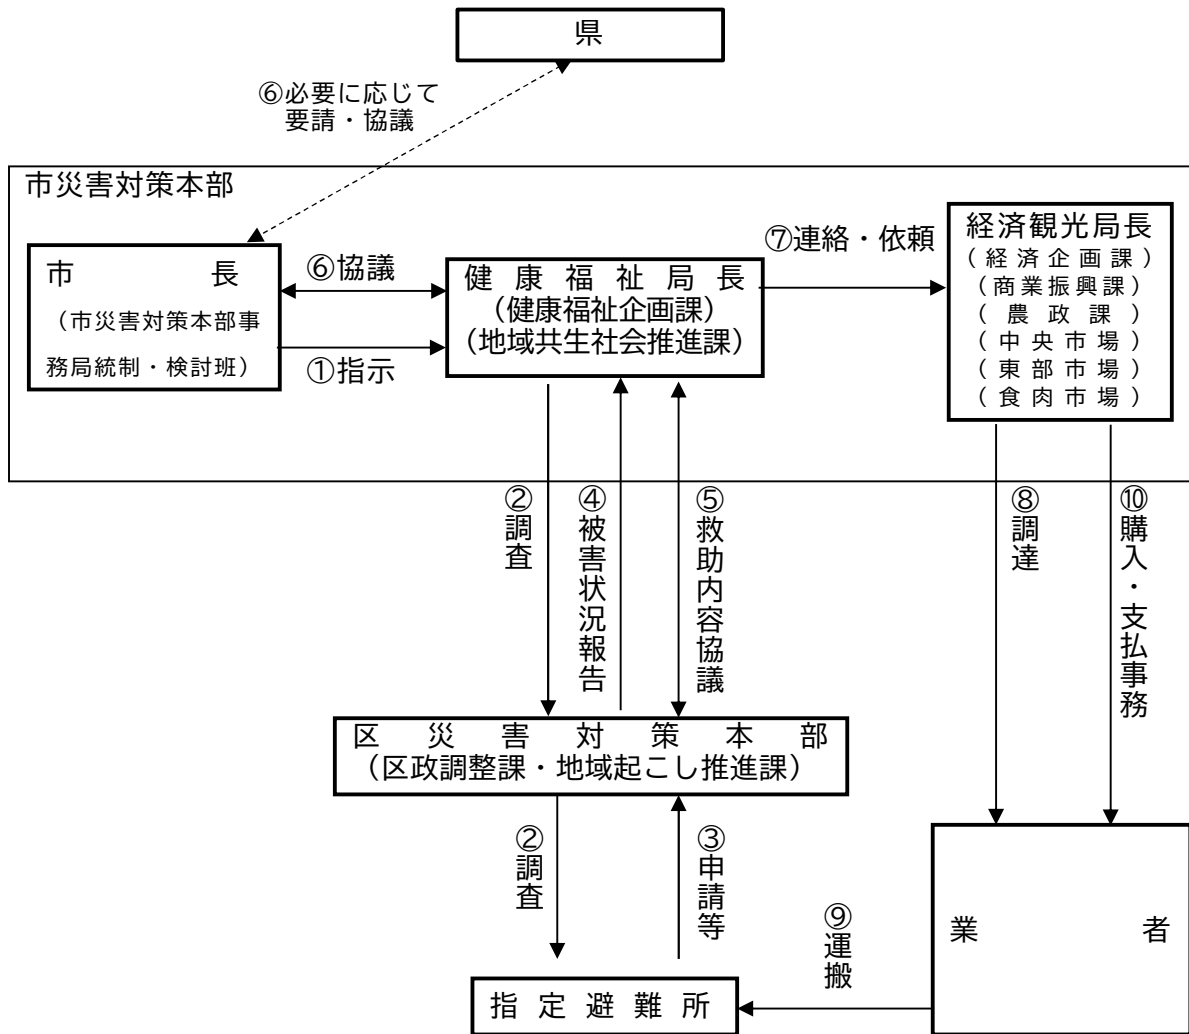 県
⑥必要に応じて
要請・協議
市災害対策本部
市長
（市災害対策本部事
務局統制・検討班）
⑥協議
①指示
健康福祉局長
（健康福祉企画課）
（地域共生社会推進課）
⑦連絡・依頼
経済観光局長
（経済企画課）
（商業振興課）
（農政課）
（中央市場）
（東部市場）
（食肉市場）
②調査
④被害状況報告
⑤救助内容協議
⑧調達
⑩購入・支払事務
区災害対策本部
（区政調整課・地域起こし推進課）
②調査
③申請等
⑨運搬
業者
指定避難所